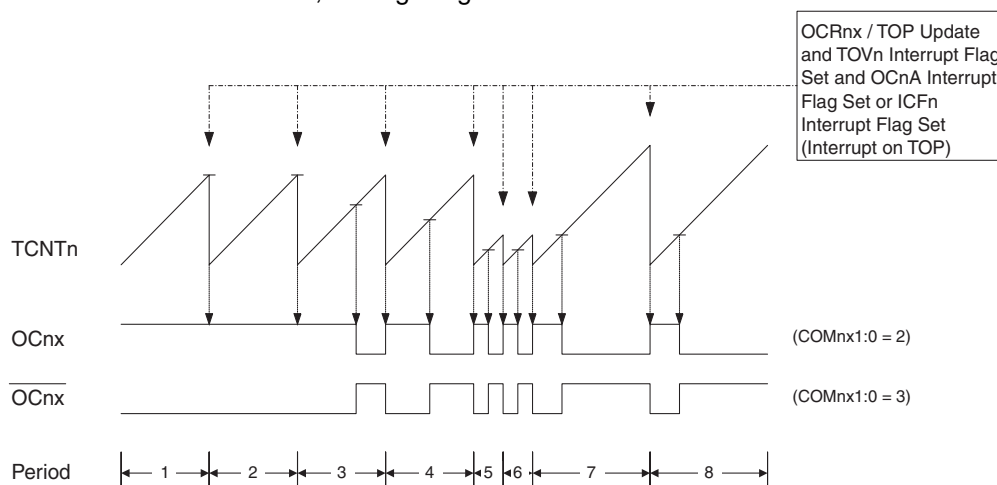 OCRnx / TOP Update
and TOVn Interrupt Flag
Set and OCnA Interrupt
Flag Set or ICFn
Interrupt Flag Set
(Interrupt on TOP)
TCNTn
OCnx
(COMnx1:0 = 2)
OCnx
(COMnx1:0 = 3)
Period
1 2 3 4 5 6 7 8